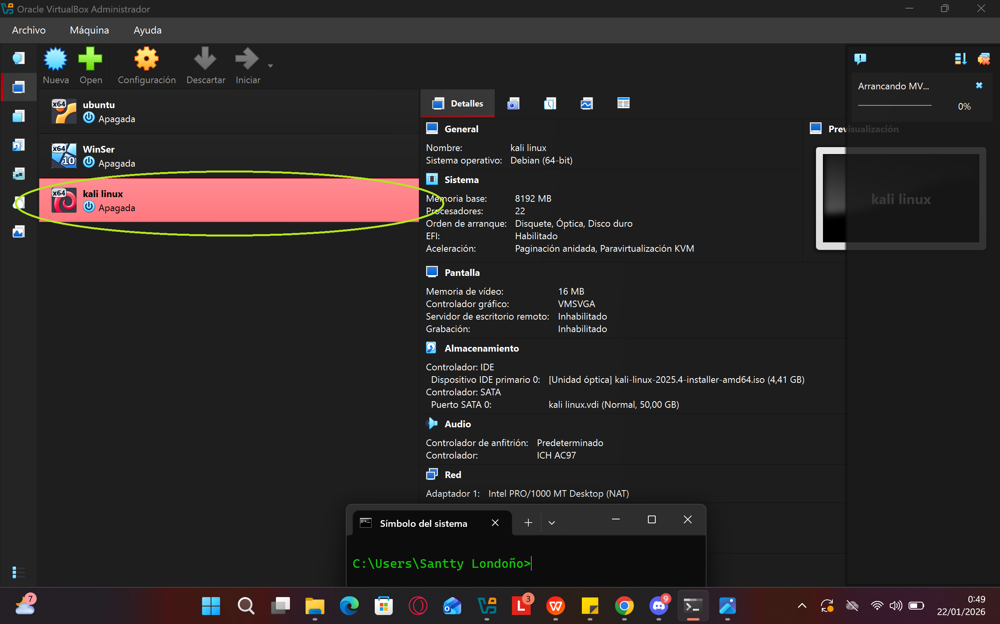 Oracle VirtualBox Administrador
Archivo Máquina Ayuda
Nueva Open Configuración Descartar Iniciar
x64 ubuntu
Apagada
x64 10 WinSer
Apagada
x64 kali linux
Apagada
Detalles
General
Nombre: kali linux
Sistema operativo: Debian (64-bit)
Sistema
Memoria base: 8192 MB
Procesadores: 22
Orden de arranque: Disquete, Óptica, Disco duro
EFI: Habilitado
Aceleración: Paginación anidada, Paravirtualización KVM
Pantalla
Memoria de vídeo: 16 MB
Controlador gráfico: VMSVGA
Servidor de escritorio remoto: Inhabilitado
Grabación: Inhabilitado
Almacenamiento
Controlador: IDE
Dispositivo IDE primario 0: [Unidad óptica] kali-linux-2025.4-installer-amd64.iso (4,41 GB)
Controlador: SATA
Puerto SATA 0: kali linux.vdi (Normal, 50,00 GB)
Audio
Controlador de anfitrión: Predeterminado
Controlador: ICH AC97
Red
Adaptador 1: Intel PRO/1000 MT Desktop (NAT)
Arrancando MV...
0%
Previsualización
kali linux
Símbolo del sistema
C:\Users\Santty Londoño>
7
3
9
0:49
22/01/2026